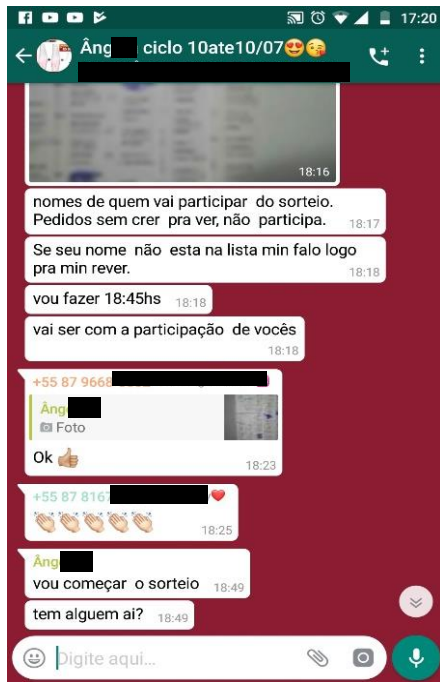 17:20
Âng ciclo 10ate10/07😍😘
18:16
nomes de quem vai participar do sorteio.
Pedidos sem crer pra ver, não participa. 18:17
Se seu nome não esta na lista min falo logo
pra min rever. 18:18
vou fazer 18:45hs 18:18
vai ser com a participação de vocês
18:18
+55 87 9668
Âng
Foto
Ok 👍🏼
18:23
+55 87 816 ❤
👏🏼👏🏼👏🏼👏🏼👏🏼
18:25
Âng
vou começar o sorteio 18:49
tem alguem ai? 18:49
Digite aqui...